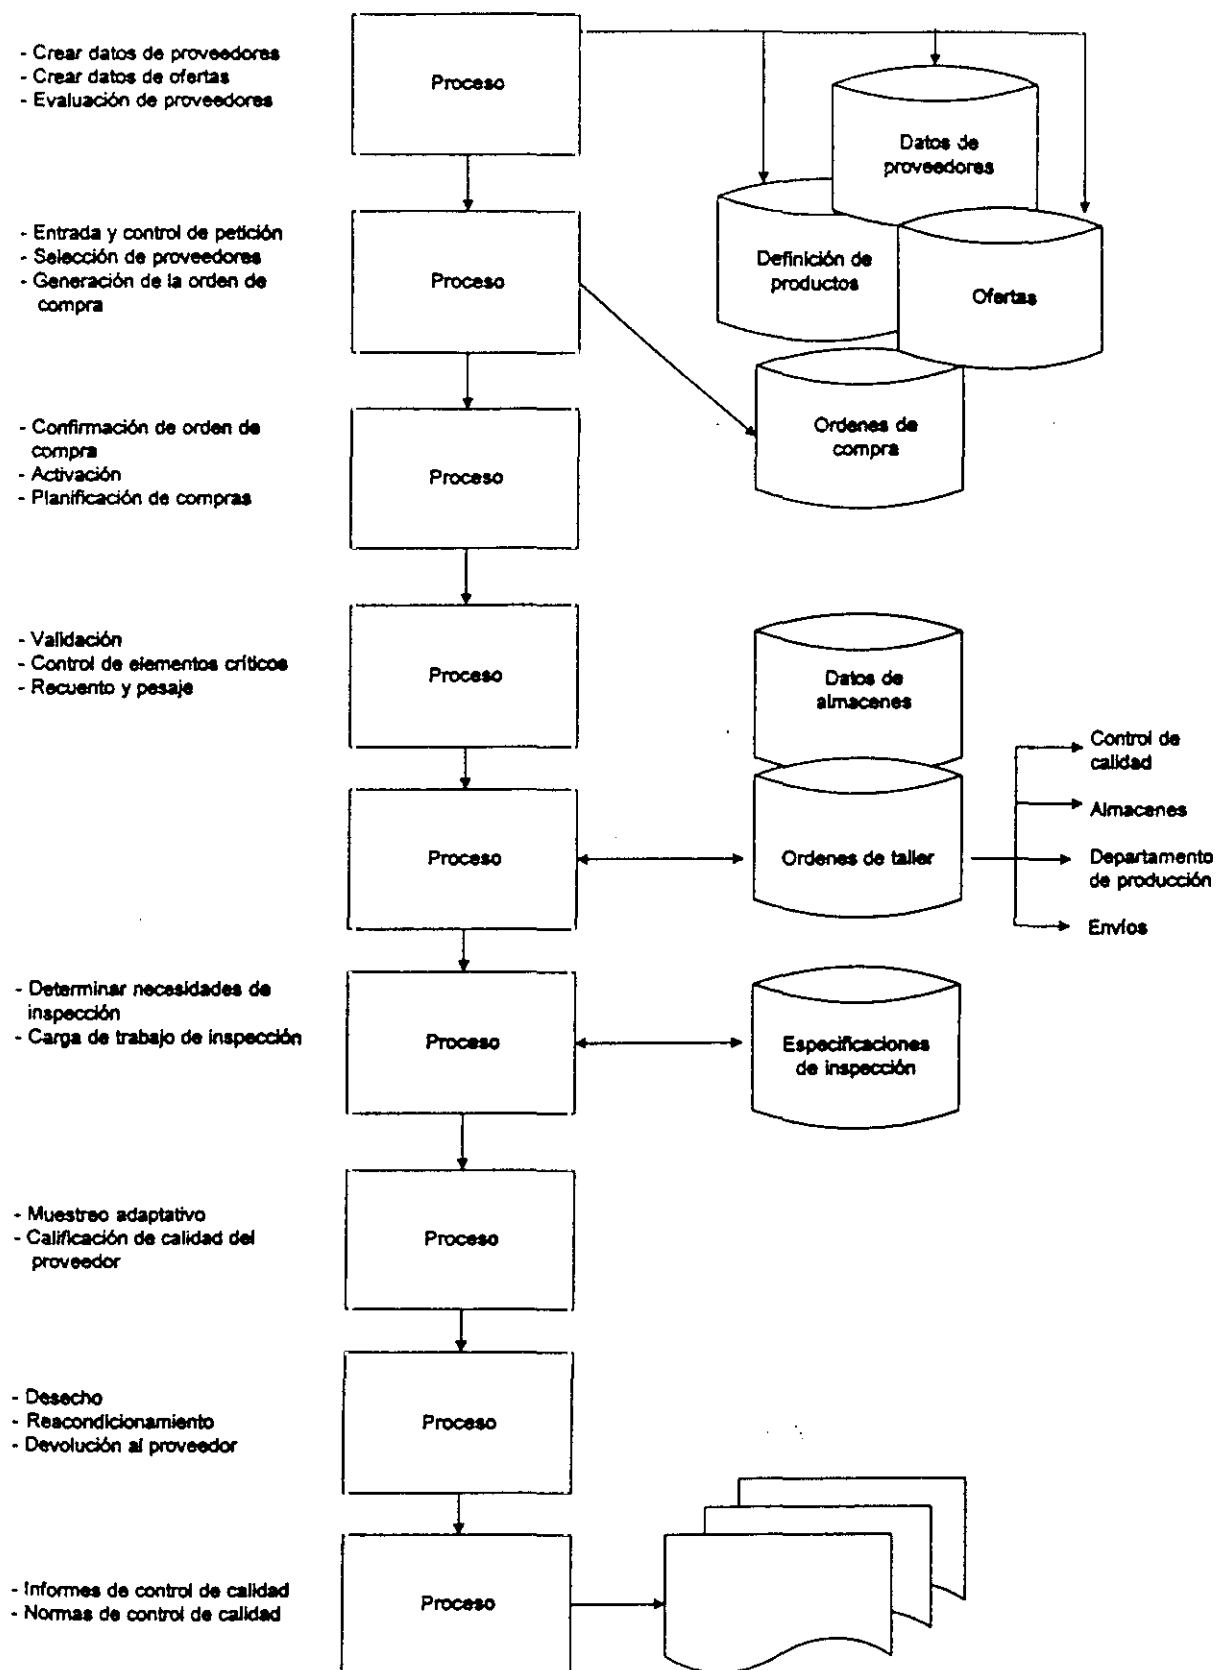 - Crear datos de proveedores
- Crear datos de ofertas
- Evaluación de proveedores
Proceso
Datos de
proveedores
- Entrada y control de petición
- Selección de proveedores
- Generación de la orden de
compra
Proceso
Definición de
productos
Ofertas
- Confirmación de orden de
compra
- Activación
- Planificación de compras
Proceso
Ordenes de
compra
- Validación
- Control de elementos críticos
- Recuento y pesaje
Proceso
Datos de
almacenes
Proceso
Ordenes de taller
Control de
calidad
Almacenes
Departamento
de producción
Envíos
- Determinar necesidades de
inspección
- Carga de trabajo de inspección
Proceso
Especificaciones
de inspección
- Muestreo adaptativo
- Calificación de calidad del
proveedor
Proceso
- Desecho
- Reacondicionamiento
- Devolución al proveedor
Proceso
- Informes de control de calidad
- Normas de control de calidad
Proceso